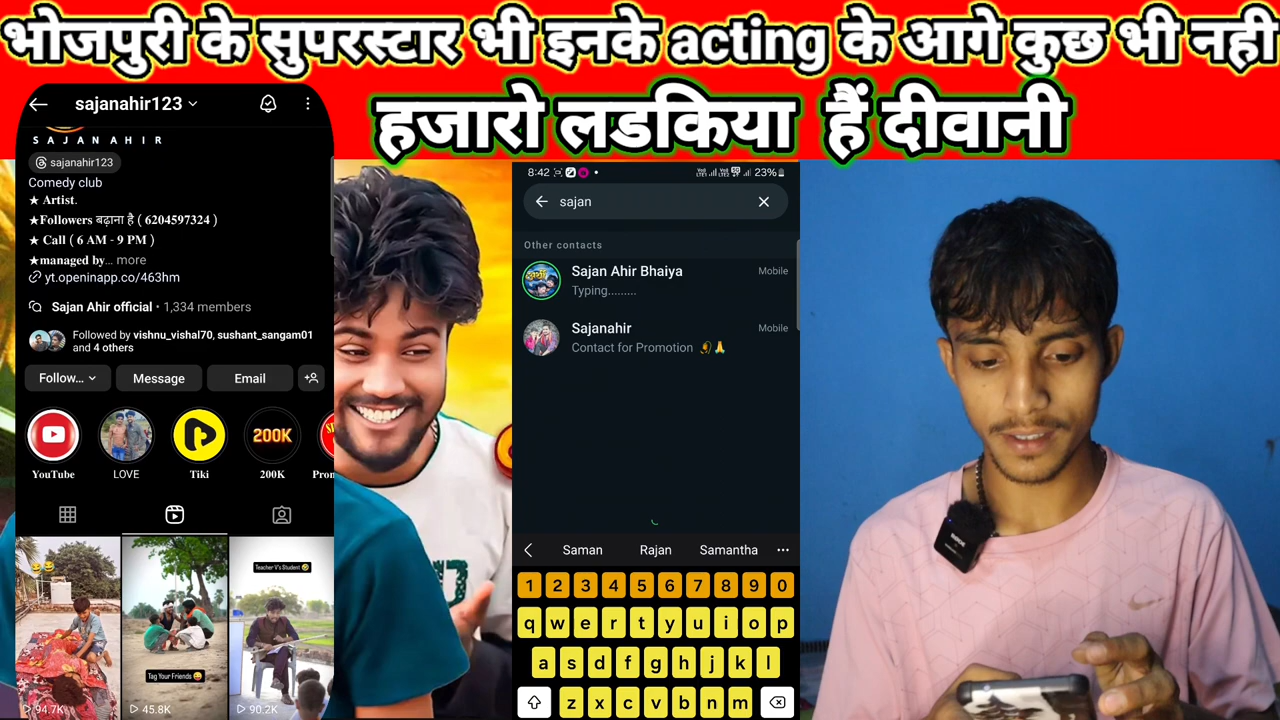 भोजपुरी के सुपरस्टार भी इनके acting के आगे कुछ भी नही
हजारो लडकिया हैं दीवानी
sajanahir123
SAJANAHIR
sajanahir123
Comedy club
★ Artist.
★Followers बढ़ाना है ( 6204597324 )
★ Call ( 6 AM - 9 PM )
★managed by... more
yt.openinapp.co/463hm
Sajan Ahir official • 1,334 members
Followed by vishnu_vishal70, sushant_sangam01
and 4 others
Follow...
Message
Email
200K
YouTube
LOVE
Tiki
200K
Teacher V's Student 🤣
Tag Your Friends 😄
94.7K
45.8K
90.2K
8:42
23%
sajan
Other contacts
Sajan Ahir Bhaiya
Mobile
Typing.........
Sajanahir
Mobile
Contact for Promotion 🙏
Saman Rajan Samantha
1 2 3 4 5 6 7 8 9 0
q w e r t y u i o p
a s d f g h j k l
z x c v b n m